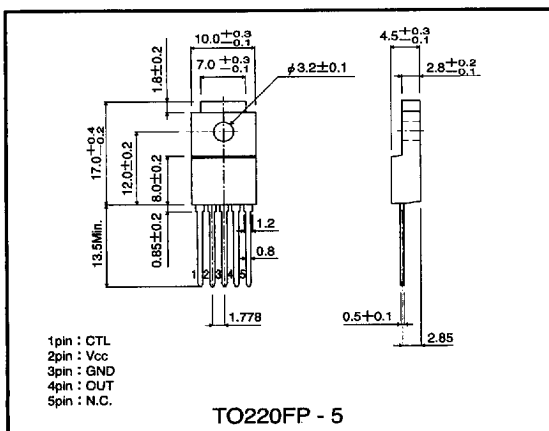 10.0+0.3−0.1
7.0+0.3−0.1
φ3.2±0.1
1.8±0.2
17.0+0.4−0.2
12.0±0.2
8.0±0.2
13.5Min.
0.85±0.2
1.2
0.8
1 2 3 4 5
1.778
4.5+0.3−0.1
2.8+0.2−0.1
0.5+0.1
2.85
1pin : CTL
2pin : Vcc
3pin : GND
4pin : OUT
5pin : N.C.
TO220FP - 5